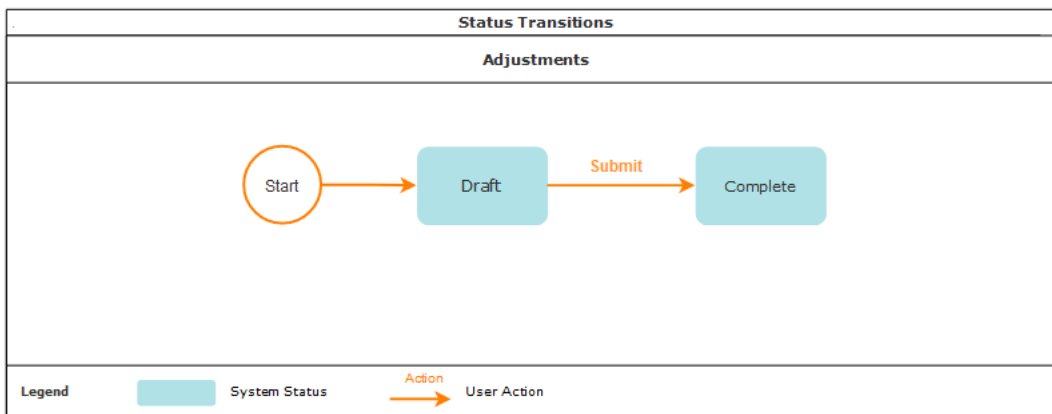 Status Transitions
Adjustments
Start
Draft
Submit
Complete
Legend
System Status
Action
User Action